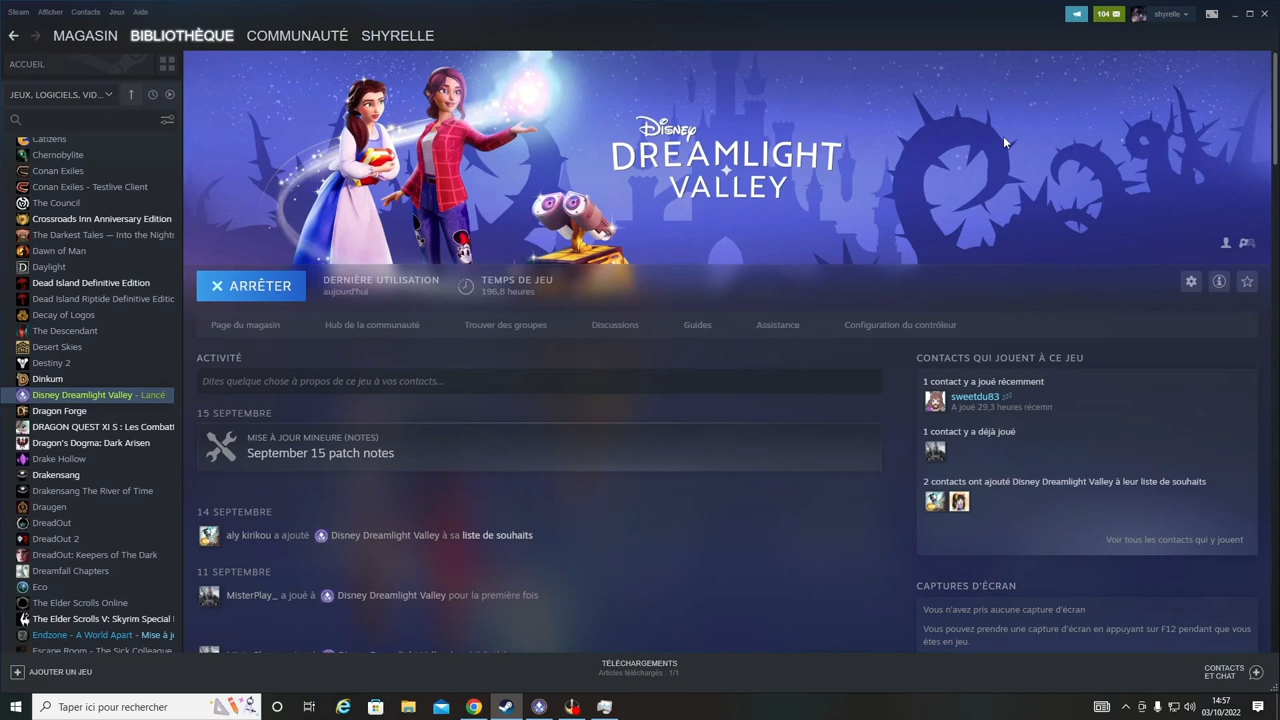 Steam Afficher Contacts Jeux Aide
104 shyrelle
MAGASIN BIBLIOTHÈQUE COMMUNAUTÉ SHYRELLE
ACCUEIL
JEUX, LOGICIELS, VID...
Catizens
Chernobylite
Conan Exiles
Conan Exiles - Testlive Client
The Council
Crossroads Inn Anniversary Edition
The Darkest Tales — Into the Nightm
Dawn of Man
Daylight
Dead Island Definitive Edition
Dead Island Riptide Definitive Edition
Decay of Logos
The Descendant
Desert Skies
Destiny 2
Dinkum
Disney Dreamlight Valley - Lancé
Dragon Forge
DRAGON QUEST XI S : Les Combatt
Dragon's Dogma: Dark Arisen
Drake Hollow
Drakensang
Drakensang The River of Time
Draugen
DreadOut
DreadOut 2
DreadOut: Keepers of The Dark
Dreamfall Chapters
Eco
The Elder Scrolls Online
The Elder Scrolls V: Skyrim Special
Endzone - A World Apart - Mise à jo
Escape Room - The Sick Colleague
AJOUTER UN JEU
Disney
DREAMLIGHT
VALLEY
ARRÊTER
DERNIÈRE UTILISATION
aujourd'hui
TEMPS DE JEU
196,8 heures
Page du magasin Hub de la communauté Trouver des groupes Discussions Guides Assistance Configuration du contrôleur
ACTIVITÉ
Dites quelque chose à propos de ce jeu à vos contacts...
15 SEPTEMBRE
MISE À JOUR MINEURE (NOTES)
September 15 patch notes
14 SEPTEMBRE
aly kirikou a ajouté Disney Dreamlight Valley à sa liste de souhaits
11 SEPTEMBRE
MisterPlay_ a joué à Disney Dreamlight Valley pour la première fois
CONTACTS QUI JOUENT À CE JEU
1 contact y a joué récemment
sweetdu83 zz
A joué 29,3 heures récemm
1 contact y a déjà joué
2 contacts ont ajouté Disney Dreamlight Valley à leur liste de souhaits
Voir tous les contacts qui y jouent
CAPTURES D'ÉCRAN
Vous n'avez pris aucune capture d'écran
Vous pouvez prendre une capture d'écran en appuyant sur F12 pendant que
vous êtes en jeu.
TÉLÉCHARGEMENTS
Articles téléchargés : 1/1
CONTACTS
ET CHAT
Taper ici pour rechercher
14:57
03/10/2022